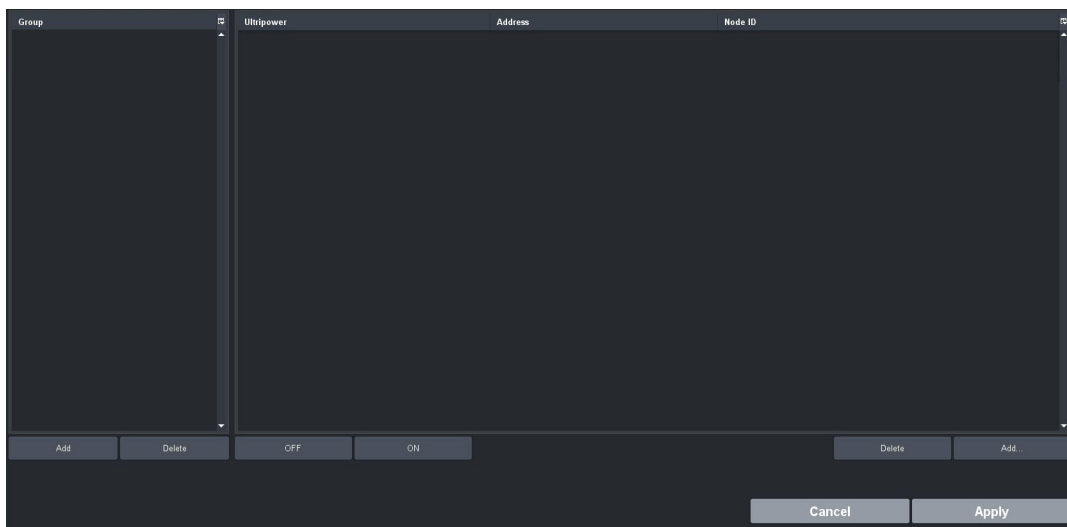 Group Ultripower Address Node ID
Add Delete OFF ON Delete Add...
Cancel Apply